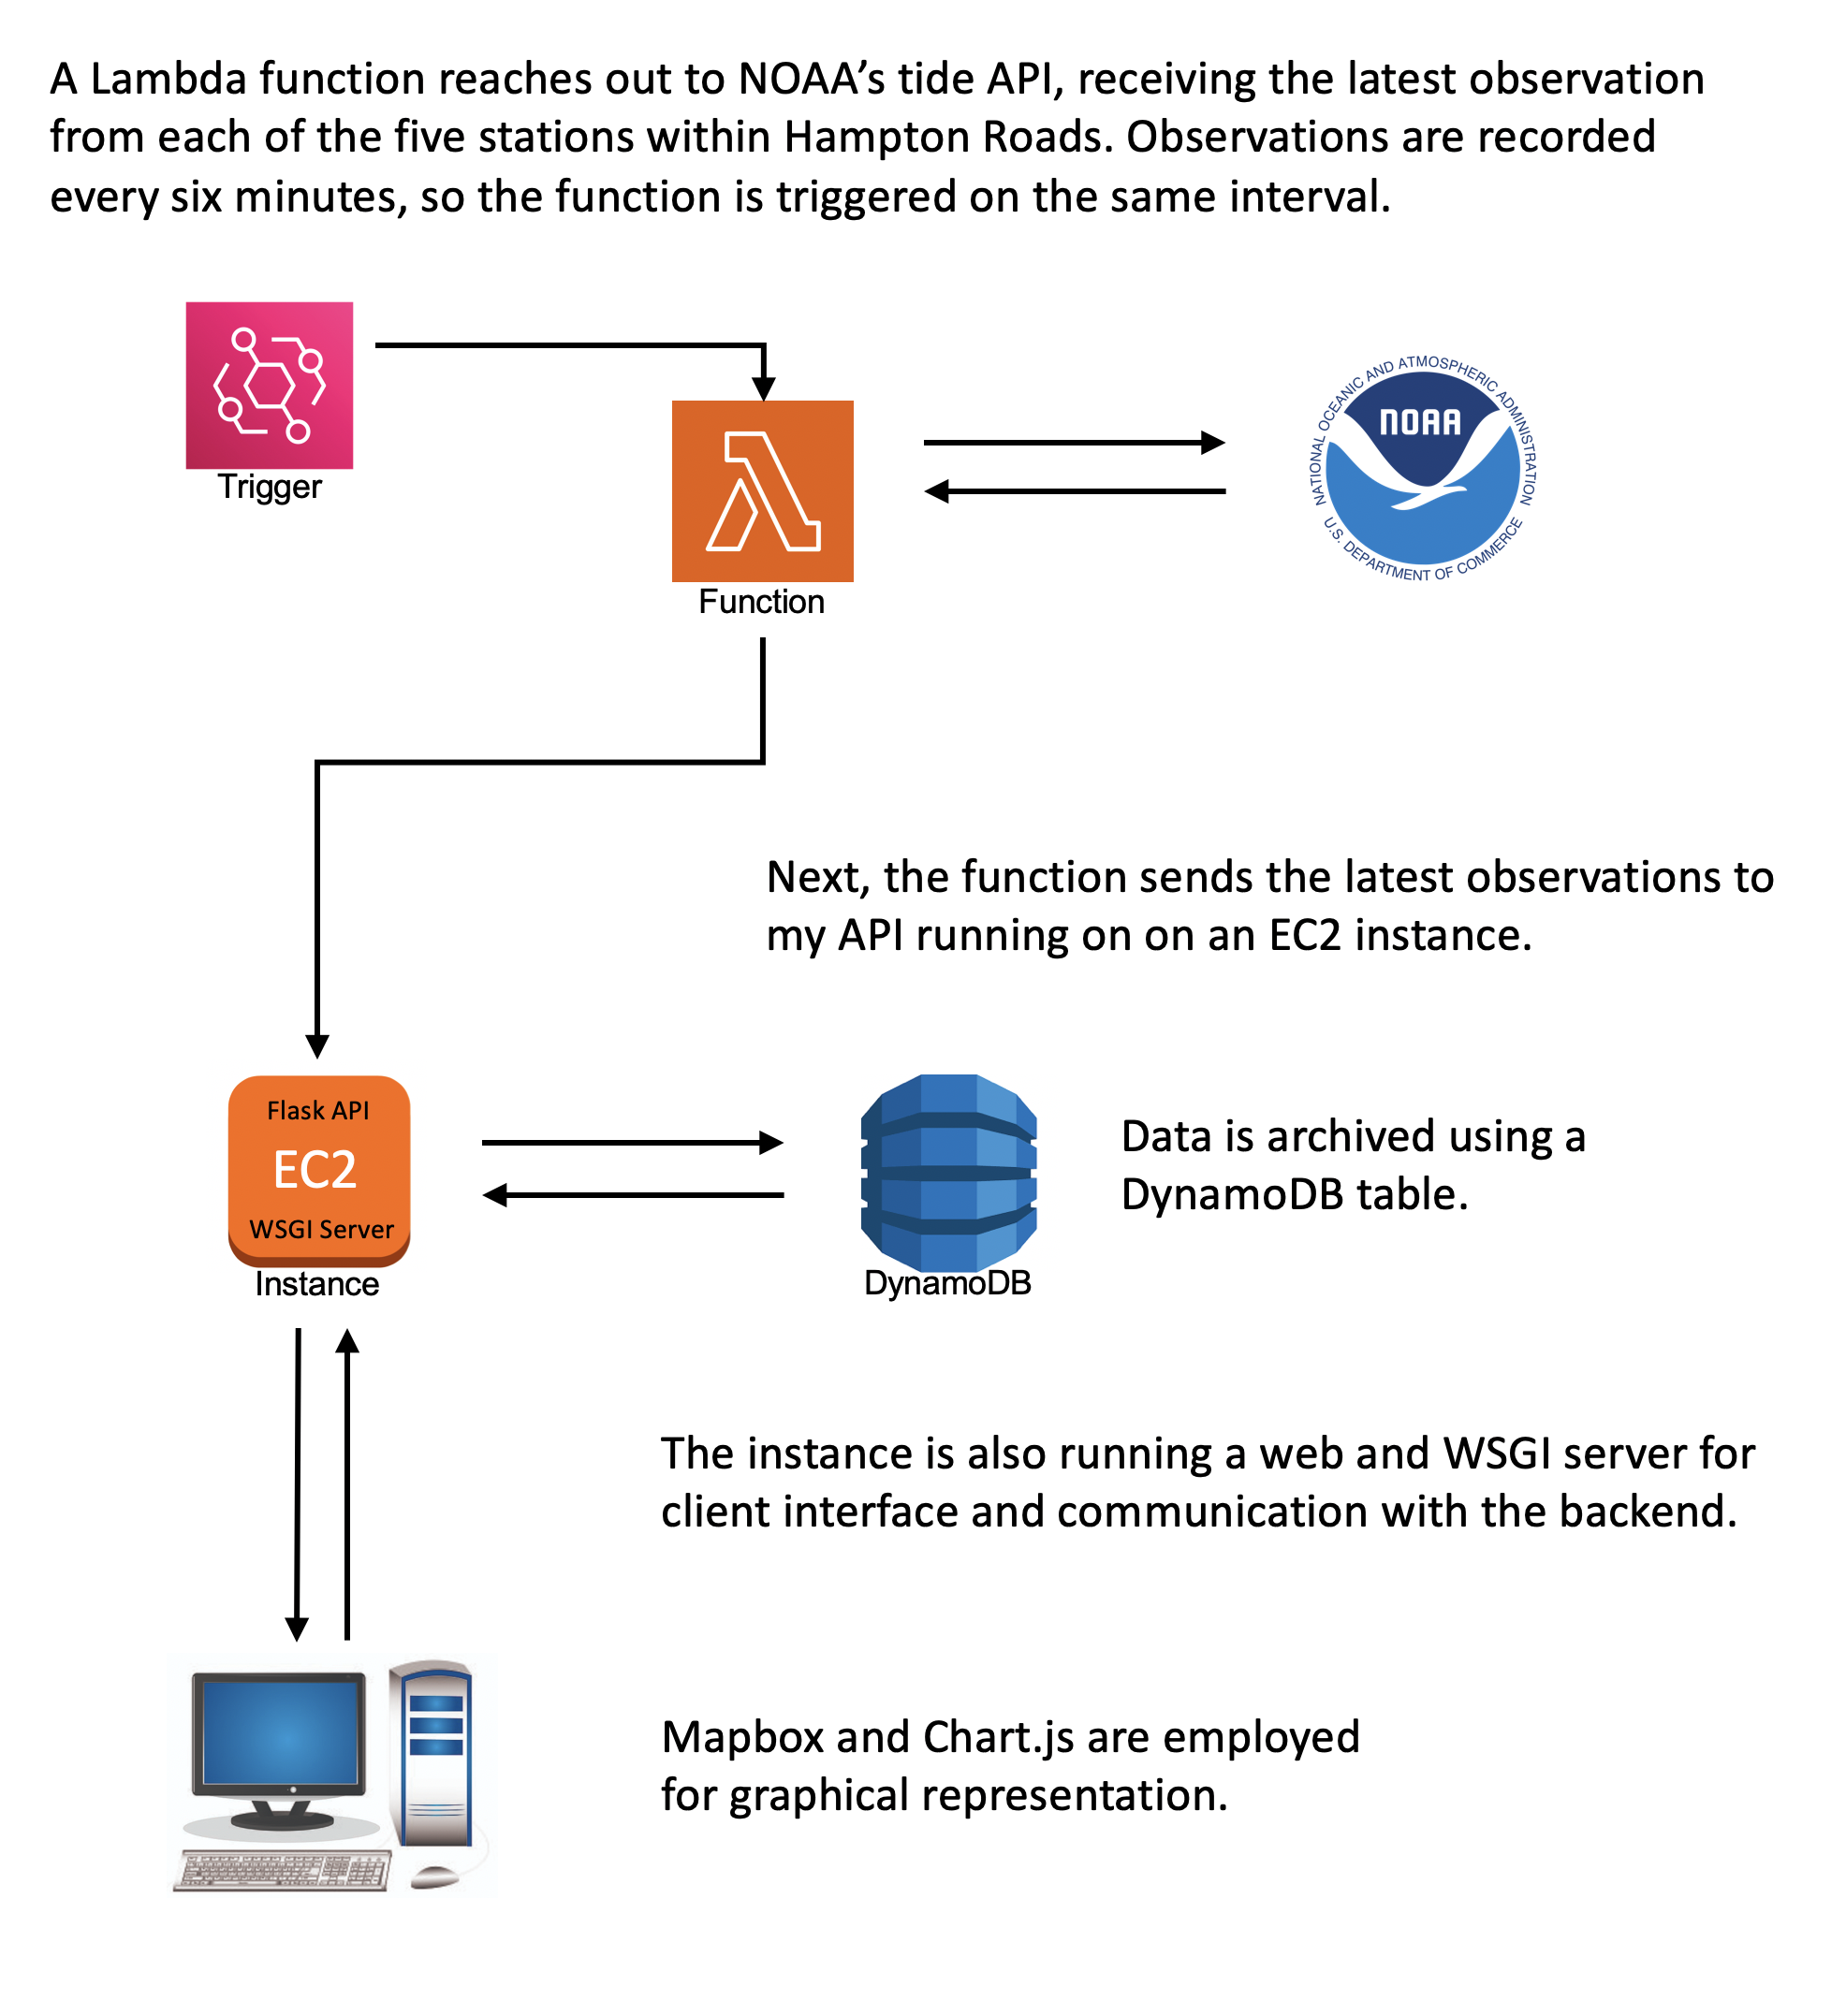 A Lambda function reaches out to NOAA’s tide API, receiving the latest observation
from each of the five stations within Hampton Roads. Observations are recorded
every six minutes, so the function is triggered on the same interval.
Trigger
Function
NATIONAL OCEANIC AND ATMOSPHERIC ADMINISTRATION
NOAA
U.S. DEPARTMENT OF COMMERCE
Next, the function sends the latest observations to
my API running on on an EC2 instance.
Flask API
EC2
WSGI Server
Instance
DynamoDB
Data is archived using a
DynamoDB table.
The instance is also running a web and WSGI server for
client interface and communication with the backend.
Mapbox and Chart.js are employed
for graphical representation.